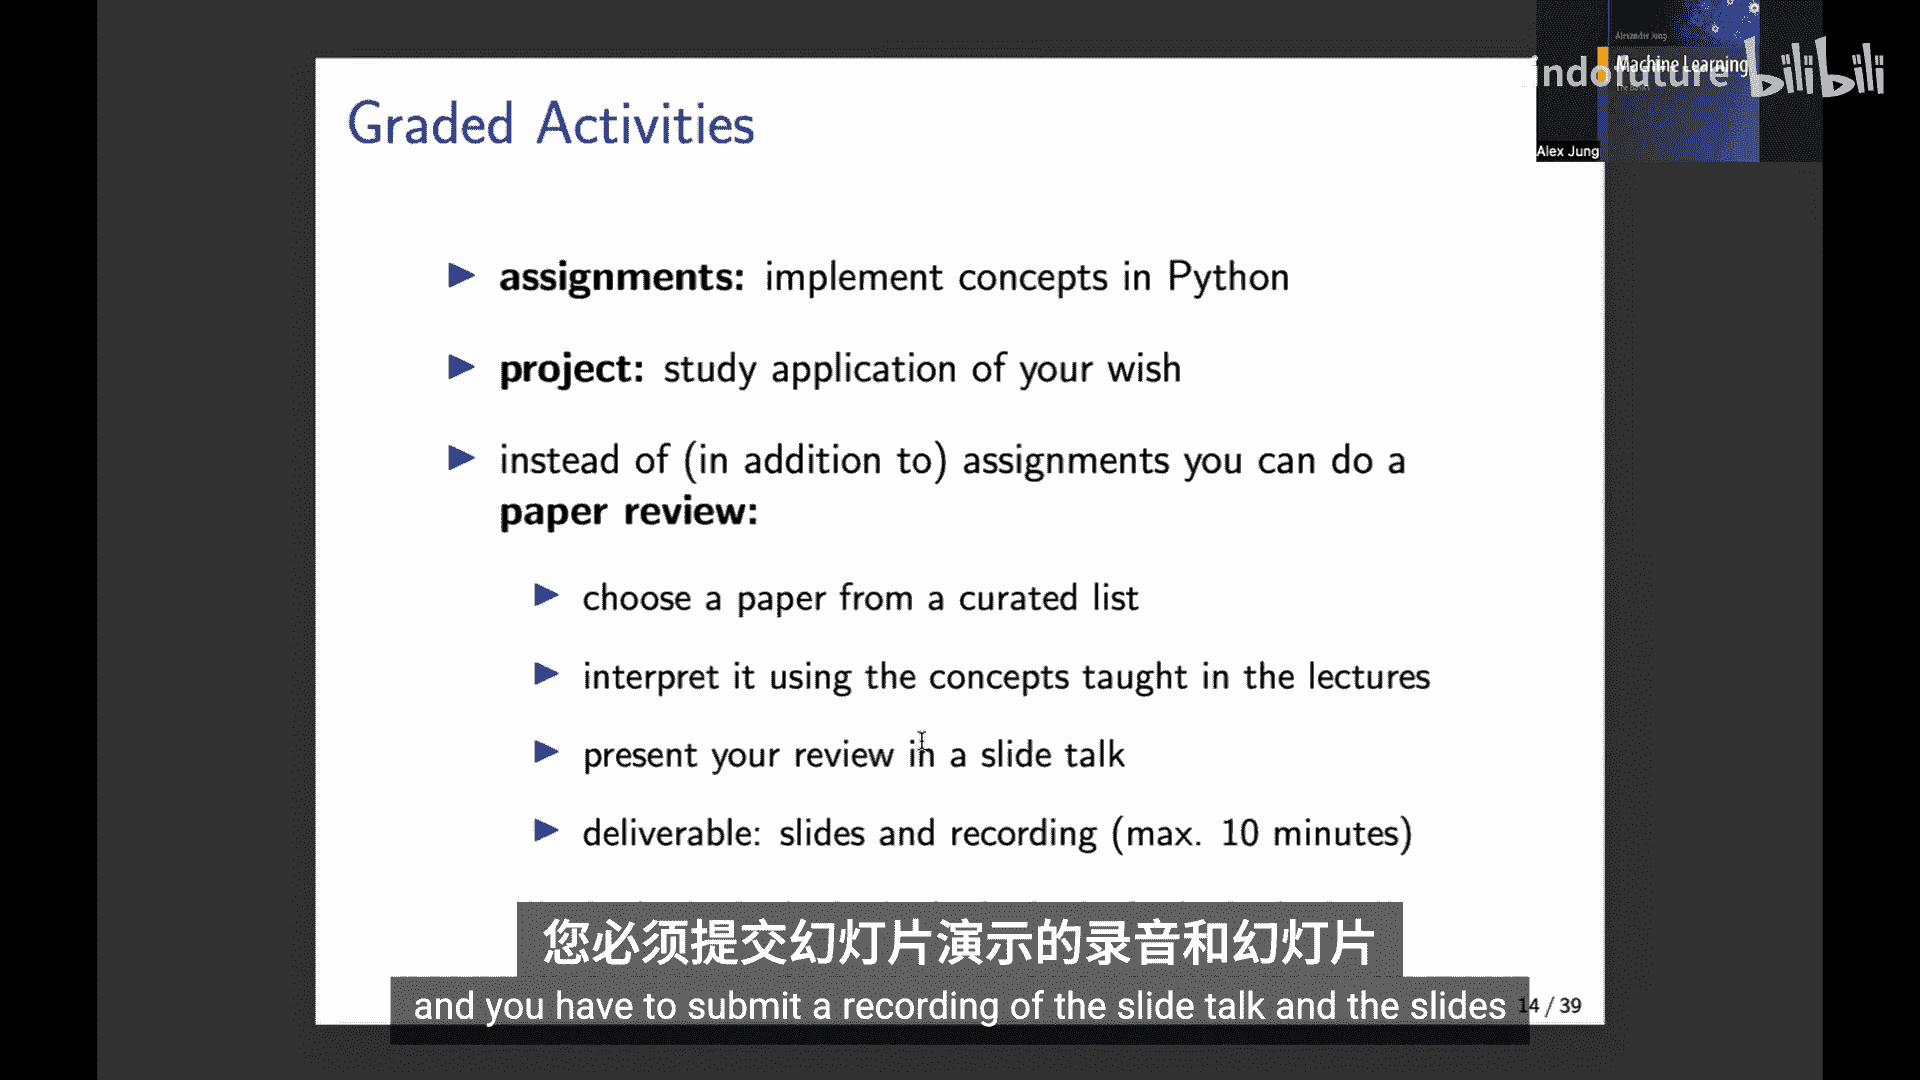 Graded Activities
▶ assignments: implement concepts in Python
▶ project: study application of your wish
▶ instead of (in addition to) assignments you can do a
paper review:
▶ choose a paper from a curated list
▶ interpret it using the concepts taught in the lectures
▶ present your review in a slide talk
▶ deliverable: slides and recording (max. 10 minutes)
14 / 39
Alexander Jung
Machine Learning
indofuture bilibili
Alex Jung
您必须提交幻灯片演示的录音和幻灯片
and you have to submit a recording of the slide talk and the slides